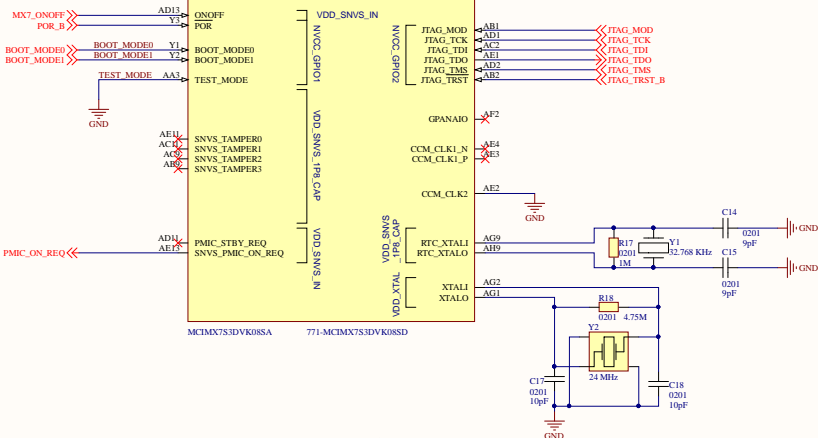 MX7_ONOFF
POR_B
AD13
Y3
ONOFF
POR
VDD_SNVS_IN
BOOT_MODE0
BOOT_MODE1
BOOT_MODE0
BOOT_MODE1
Y1
Y2
BOOT_MODE0
BOOT_MODE1
NVCC_GPIO1
TEST_MODE
AA3
TEST_MODE
GND
NVCC_GPIO2
JTAG_MOD
JTAG_TCK
JTAG_TDI
JTAG_TDO
JTAG_TMS
JTAG_TRST
AB1
AD1
AC2
AE1
AD2
AB2
JTAG_MOD
JTAG_TCK
JTAG_TDI
JTAG_TDO
JTAG_TMS
JTAG_TRST_B
GPANAIO
AF2
AE11
SNVS_TAMPER0
SNVS_TAMPER1
SNVS_TAMPER2
AB9
SNVS_TAMPER3
VDD_SNVS_1P8_CAP
CCM_CLK1_N
AE4
CCM_CLK1_P
AE3
CCM_CLK2
AE2
GND
PMIC_ON_REQ
AD11
AE13
PMIC_STBY_REQ
SNVS_PMIC_ON_REQ
VDD_SNVS_IN
VDD_SNVS
_1P8_CAP
RTC_XTALI
RTC_XTALO
AG9
AH9
VDD_XTAL
XTALI
XTALO
AG2
AG1
R17
0201
1M
Y1
32.768 KHz
C14
0201
9pF
GND
C15
0201
9pF
GND
R18
0201 4.75M
Y2
24 MHz
C17
0201
10pF
C18
0201
10pF
GND
MCIMX7S3DVK08SA
771-MCIMX7S3DVK08SD